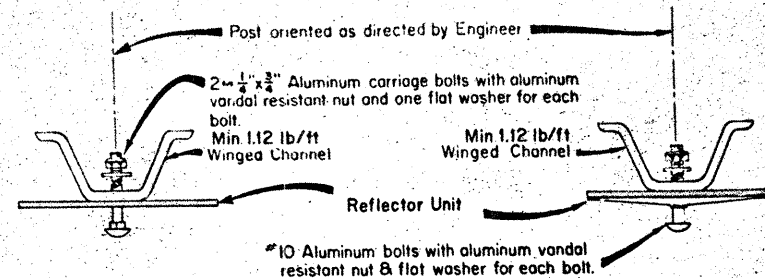 Post oriented as directed by Engineer
2~1/4"x3/4" Aluminum carriage bolts with aluminum
vandal resistant nut and one flat washer for each
bolt.
Min. 1.12 lb/ft
Winged Channel
Min 1.12 lb/ft
Winged Channel
Reflector Unit
#10 Aluminum bolts with aluminum vandal
resistant nut & flat washer for each bolt.